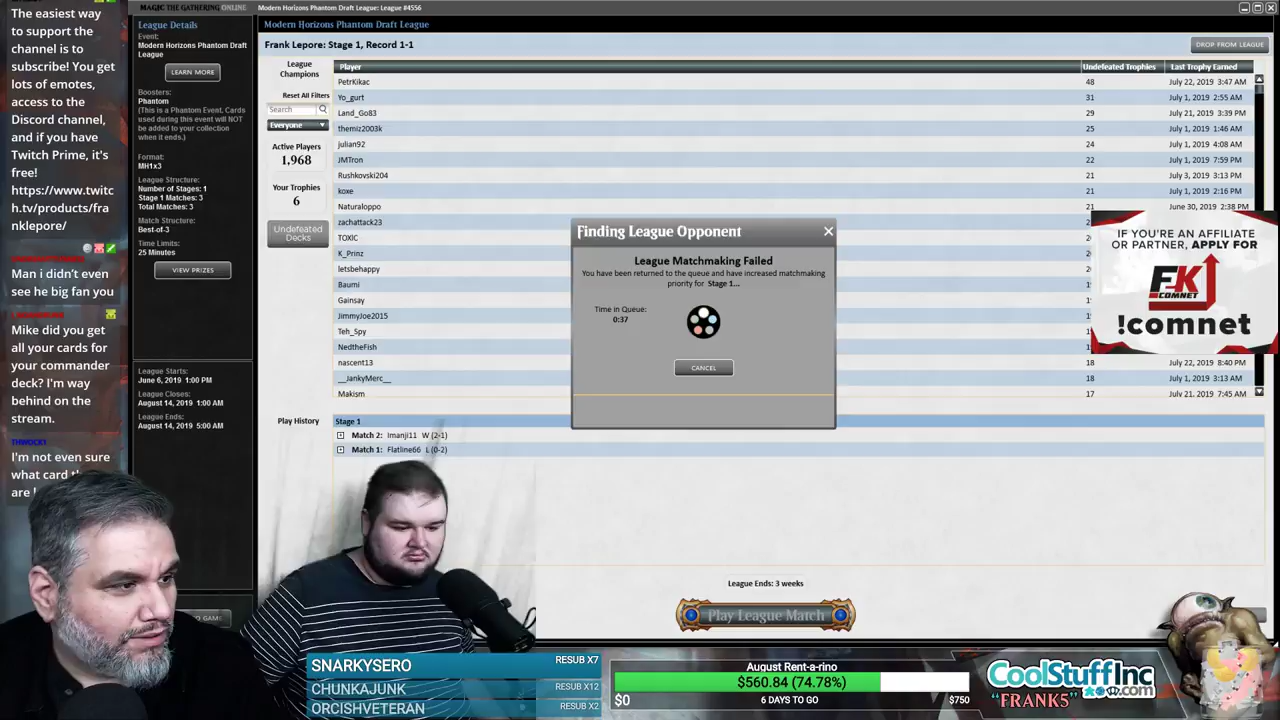 MAGIC: THE GATHERING ONLINE
Modern Horizons Phantom Draft League: League #4556
The easiest way
to support the
channel is to
subscribe! You get
lots of emotes,
access to the
Discord channel,
and if you have
Twitch Prime, it's
free!
https://www.twitc
h.tv/products/fra
nklepore/
Man i didn't even
see he big fan you
Mike did you get
all your cards for
your commander
deck? I'm way
behind on the
stream.
I'm not even sure
what card th
are
League Details
Event:
Modern Horizons Phantom Draft
League
LEARN MORE
Boosters:
Phantom
(This is a Phantom Event. Cards
used during this event will NOT
be added to your collection
when it ends.)
Format:
MH1x3
League Structure:
Number of Stages: 1
Stage 1 Matches: 3
Total Matches: 3
Match Structure:
Best-of-3
Time Limits:
25 Minutes
VIEW PRIZES
League Starts:
June 6, 2019 1:00 PM
League Closes:
August 14, 2019 1:00 AM
League Ends:
August 14, 2019 5:00 AM
O GAME
Modern Horizons Phantom Draft League
Frank Lepore: Stage 1, Record 1-1
DROP FROM LEAGUE
League
Champions
Reset All Filters
Search
Everyone
Active Players
1,968
Your Trophies
6
Undefeated
Decks
Player Undefeated Trophies Last Trophy Earned
PetrKikac 48 July 22, 2019 3:47 AM
Yo_gurt 31 July 1, 2019 2:55 AM
Land_Go83 29 July 21, 2019 3:39 PM
themiz2003k 25 July 1, 2019 1:46 AM
julian92 24 July 1, 2019 4:08 AM
JMTron 22 July 1, 2019 7:59 PM
Rushkovski204 21 July 3, 2019 3:13 PM
koxe 21 July 1, 2019 2:16 PM
Naturaloppo 21 June 30, 2019 2:38 PM
zachattack23
TOXIC
K_Prinz
letsbehappy
Baumi
Gainsay
JimmyJoe2015
Teh_Spy
NedtheFish
nascent13 18 July 22, 2019 8:40 PM
__JankyMerc__ 18 July 1, 2019 3:13 AM
Makism 17 July 21, 2019 7:45 AM
Finding League Opponent
League Matchmaking Failed
You have been returned to the queue and have increased matchmaking
priority for Stage 1...
Time in Queue:
0:37
CANCEL
IF YOU'RE AN AFFILIATE
OR PARTNER, APPLY FOR
FK
COMNET
!comnet
Play History
Stage 1
Match 2: Imanji11 W (2-1)
Match 1: Flatline66 L (0-2)
League Ends: 3 weeks
Play League Match
SNARKYSERO RESUB X7
CHUNKAJUNK RESUB X12
ORCISHVETERAN RESUB X2
August Rent-a-rino
$560.84 (74.78%)
$0 6 DAYS TO GO $750
CoolStuffInc
.com
"FRANK5"